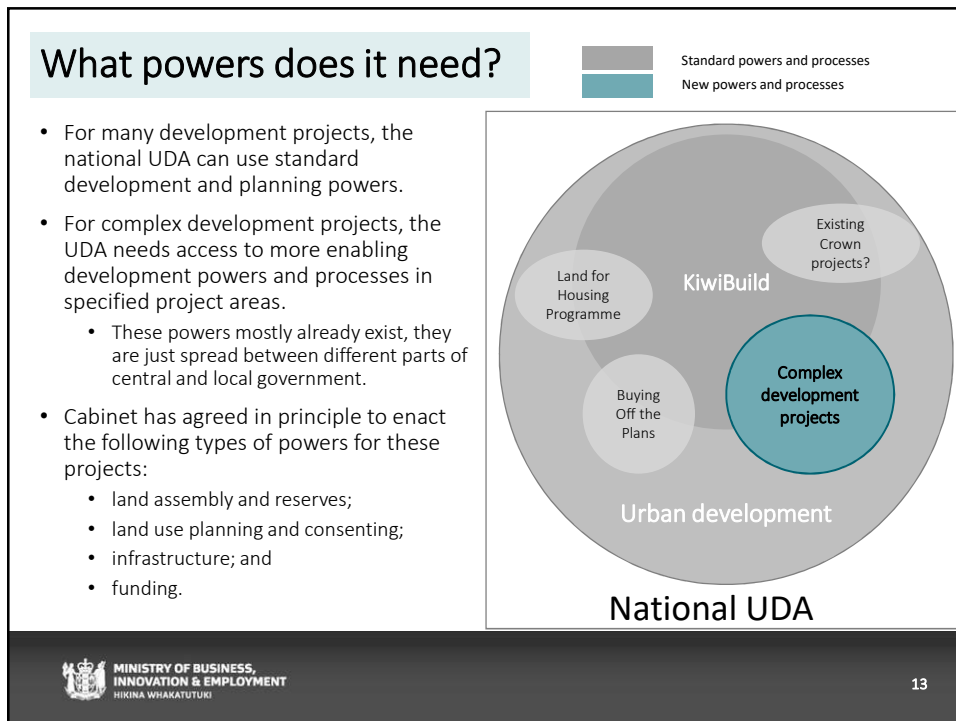 What powers does it need?
Standard powers and processes
New powers and processes
• For many development projects, the
national UDA can use standard
development and planning powers.
• For complex development projects, the
UDA needs access to more enabling
development powers and processes in
specified project areas.
• These powers mostly already exist, they
are just spread between different parts of
central and local government.
• Cabinet has agreed in principle to enact
the following types of powers for these
projects:
• land assembly and reserves;
• land use planning and consenting;
• infrastructure; and
• funding.
Existing
Crown
projects?
Land for
Housing
Programme
KiwiBuild
Complex
development
projects
Buying
Off the
Plans
Urban development
National UDA
MINISTRY OF BUSINESS,
INNOVATION & EMPLOYMENT
HIKINA WHAKATUTUKI
13